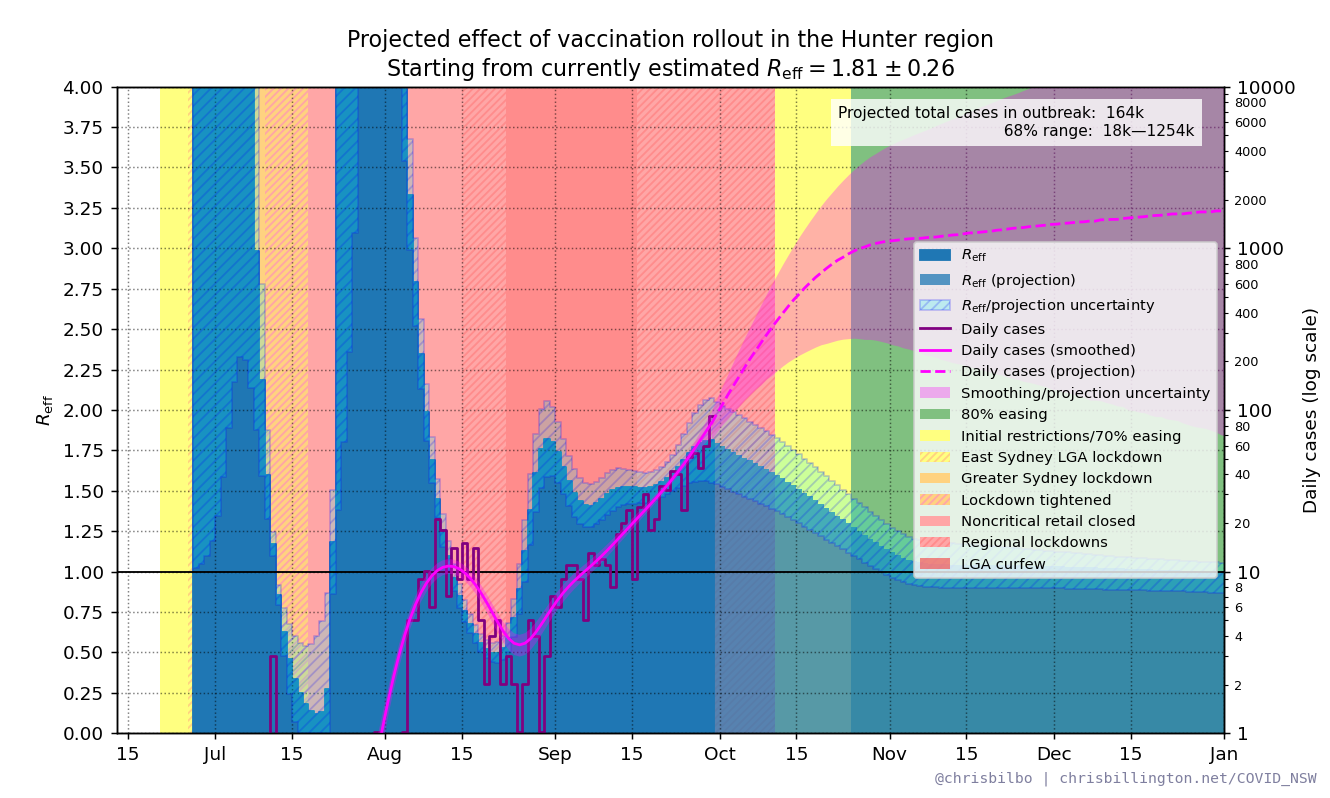 Projected effect of vaccination rollout in the Hunter region
Starting from currently estimated Reff = 1.81 ± 0.26
Projected total cases in outbreak: 164k
68% range: 18k—1254k
4.00
3.75
3.50
3.25
3.00
2.75
2.50
2.25
2.00
1.75
1.50
1.25
1.00
0.75
0.50
0.25
0.00
Reff
10000
8000
6000
4000
2000
1000
800
600
400
200
100
80
60
40
20
10
8
6
4
2
1
Daily cases (log scale)
Reff
Reff (projection)
Reff/projection uncertainty
Daily cases
Daily cases (smoothed)
Daily cases (projection)
Smoothing/projection uncertainty
80% easing
Initial restrictions/70% easing
East Sydney LGA lockdown
Greater Sydney lockdown
Lockdown tightened
Noncritical retail closed
Regional lockdowns
LGA curfew
15 Jul 15 Aug 15 Sep 15 Oct 15 Nov 15 Dec 15 Jan
@chrisbilbo | chrisbillington.net/COVID_NSW